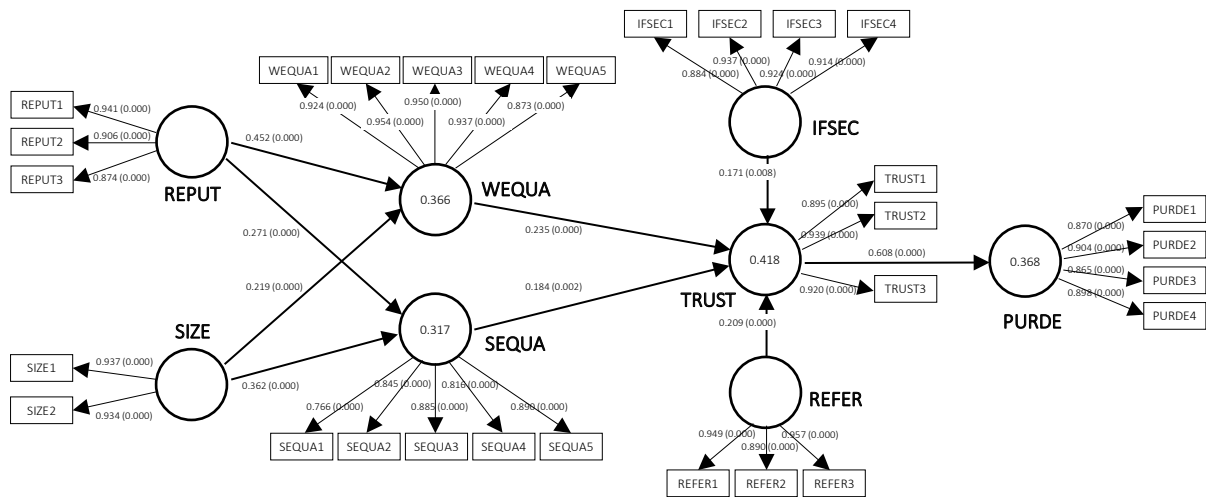 IFSEC1 IFSEC2 IFSEC3 IFSEC4
0.884 (0.000) 0.937 (0.000) 0.924 (0.000) 0.914 (0.000)
IFSEC
WEQUA1 WEQUA2 WEQUA3 WEQUA4 WEQUA5
0.924 (0.000) 0.954 (0.000) 0.950 (0.000) 0.937 (0.000) 0.873 (0.000)
0.366
WEQUA
REPUT1
REPUT2
REPUT3
0.941 (0.000)
0.906 (0.000)
0.874 (0.000)
REPUT
0.452 (0.000)
0.271 (0.000)
0.219 (0.000)
0.362 (0.000)
SIZE
SIZE1
SIZE2
0.937 (0.000)
0.934 (0.000)
0.317
SEQUA
0.766 (0.000) 0.845 (0.000) 0.885 (0.000) 0.816 (0.000) 0.890 (0.000)
SEQUA1 SEQUA2 SEQUA3 SEQUA4 SEQUA5
0.235 (0.000)
0.184 (0.002)
0.171 (0.008)
0.209 (0.000)
0.418
TRUST
0.895 (0.000)
0.939 (0.000)
0.920 (0.000)
TRUST1
TRUST2
TRUST3
0.608 (0.000)
0.368
PURDE
0.870 (0.000)
0.904 (0.000)
0.865 (0.000)
0.898 (0.000)
PURDE1
PURDE2
PURDE3
PURDE4
REFER
0.949 (0.000) 0.890 (0.000) 0.957 (0.000)
REFER1 REFER2 REFER3